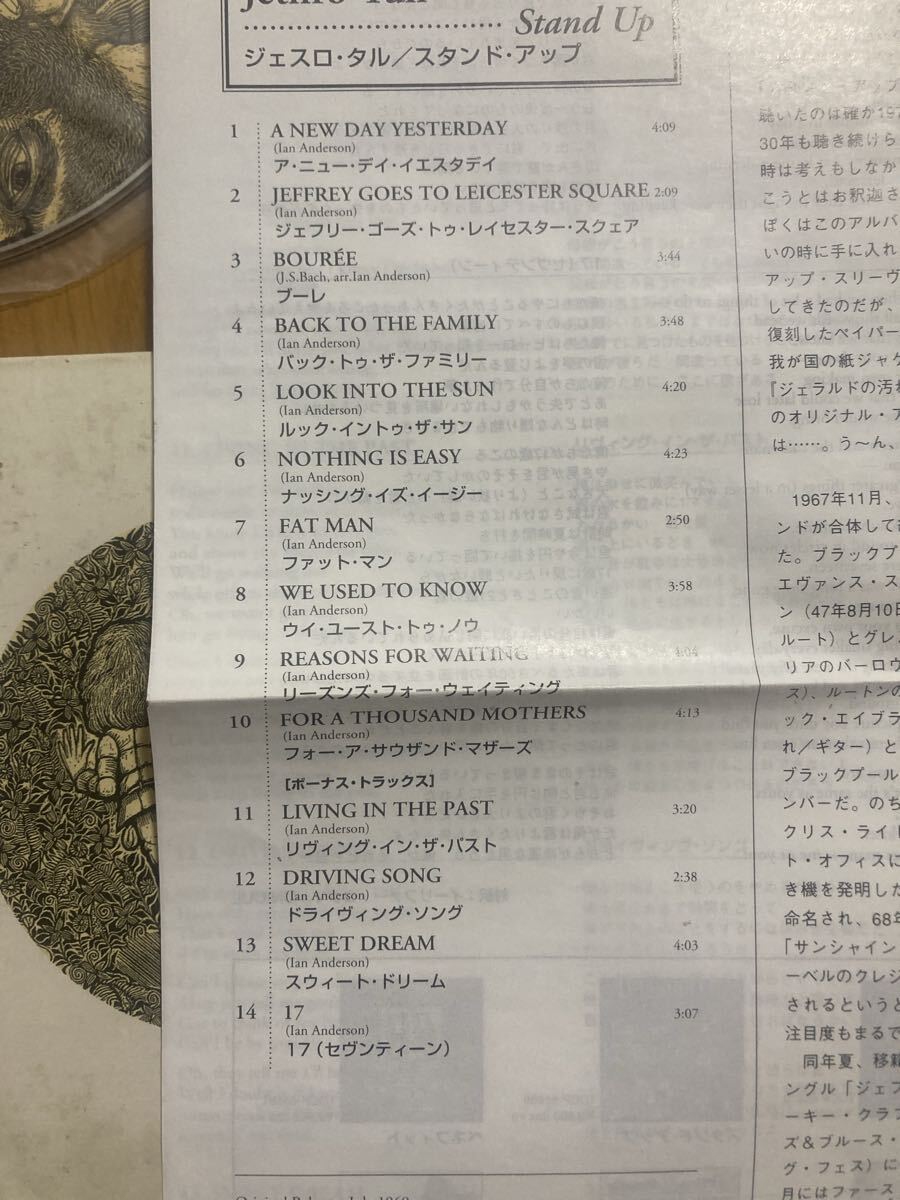 Jethro Tull
Stand Up
ジェスロ・タル／スタンド・アップ
1 A NEW DAY YESTERDAY 4:09
(Ian Anderson)
ア・ニュー・デイ・イエスタデイ
2 JEFFREY GOES TO LEICESTER SQUARE 2:09
(Ian Anderson)
ジェフリー・ゴーズ・トゥ・レイセスター・スクェア
3 BOURÉE 3:44
(J.S.Bach, arr.Ian Anderson)
ブーレ
4 BACK TO THE FAMILY 3:48
(Ian Anderson)
バック・トゥ・ザ・ファミリー
5 LOOK INTO THE SUN 4:20
(Ian Anderson)
ルック・イントゥ・ザ・サン
6 NOTHING IS EASY 4:23
(Ian Anderson)
ナッシング・イズ・イージー
7 FAT MAN 2:50
(Ian Anderson)
ファット・マン
8 WE USED TO KNOW 3:58
(Ian Anderson)
ウイ・ユースト・トゥ・ノウ
9 REASONS FOR WAITING 4:04
(Ian Anderson)
リーズンズ・フォー・ウェイティング
10 FOR A THOUSAND MOTHERS 4:13
(Ian Anderson)
フォー・ア・サウザンド・マザーズ
[ボーナス・トラックス]
11 LIVING IN THE PAST 3:20
(Ian Anderson)
リヴィング・イン・ザ・パスト
12 DRIVING SONG 2:38
(Ian Anderson)
ドライヴィング・ソング
13 SWEET DREAM 4:03
(Ian Anderson)
スウィート・ドリーム
14 17 3:07
(Ian Anderson)
17（セヴンティーン）
聴いたのは確か197
30年も聴き続けら
時は考えもしなか
こうとはお釈迦さ
ぼくはこのアルバ
いの時に手に入れ
アップ・スリーヴ
してきたのだが、
復刻したペイパー
我が国の紙ジャケ
『ジェラルドの汚れ
のオリジナル・ア
は……。う〜ん、
1967年11月、
ンドが合体して
た。ブラックプ
エヴァンス・ス
ン（47年8月10日
ルート）とグレ
リアのバーロウ
ス）、ルートンの
ック・エイブラ
れ／ギター）と
ブラックプール
ンバーだ。のち
クリス・ライ
ト・オフィスに
き機を発明した
命名され、68年
「サンシャイン
ーベルのクレジ
されるというと
注目度もまるで
同年夏、移籍
ングル「ジェフ
ーキー・クラブ
ズ＆ブルース・
グ・フェス）に
月にはファース